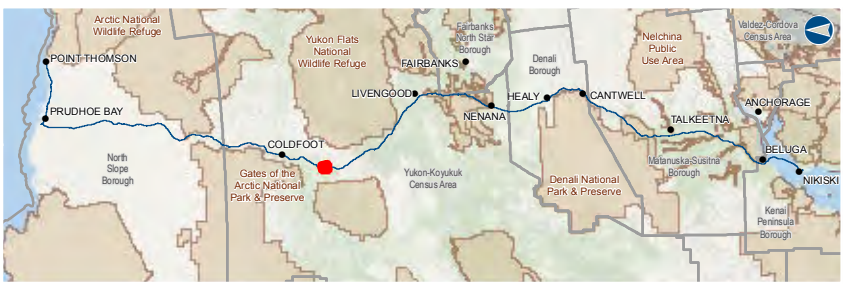 Arctic National
Wildlife Refuge
POINT THOMSON
PRUDHOE BAY
North
Slope
Borough
COLDFOOT
Gates of the
Arctic National
Park & Preserve
Yukon Flats
National
Wildlife Refuge
LIVENGOOD
FAIRBANKS
Fairbanks
North Star
Borough
NENANA
Yukon-Koyukuk
Census Area
Denali
Borough
HEALY
CANTWELL
Denali National
Park & Preserve
Nelchina
Public
Use Area
TALKEETNA
Matanuska-Susitna
Borough
Valdez-Cordova
Census Area
ANCHORAGE
BELUGA
NIKISKI
Kenai
Peninsula
Borough